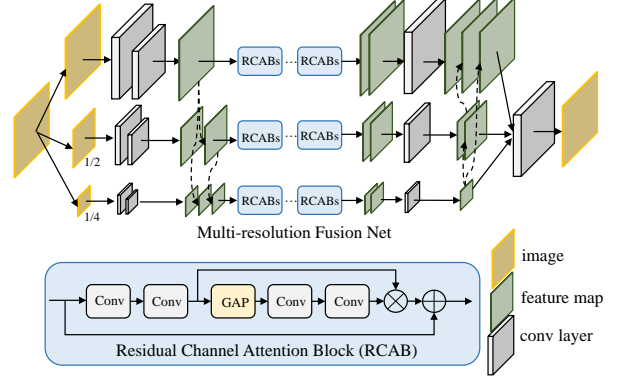 RCABs ··· RCABs
1/2
RCABs ··· RCABs
1/4
RCABs ··· RCABs
Multi-resolution Fusion Net
image
feature map
conv layer
Conv Conv GAP Conv Conv
Residual Channel Attention Block (RCAB)